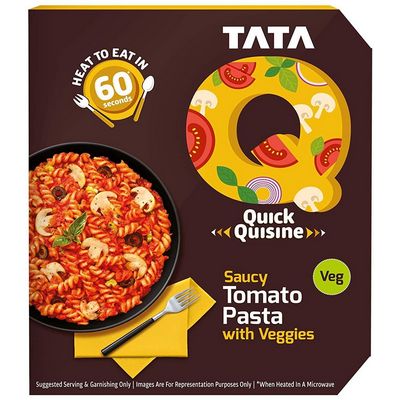 TATA
HEAT TO EAT IN
60
seconds
Q
Quick
Quisine
Saucy
Tomato
Pasta
with Veggies
Veg
Suggested Serving & Garnishing Only | Images Are For Representation Purposes Only | *When Heated In A Microwave